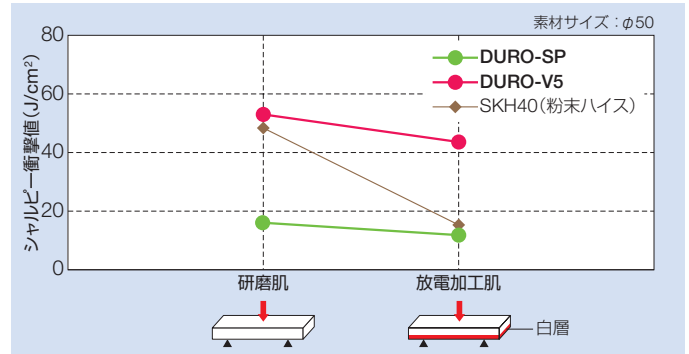 素材サイズ：φ50
シャルピー衝撃値(J/cm²)
80
60
40
20
0
DURO-SP
DURO-V5
SKH40(粉末ハイス)
研磨肌
放電加工肌
白層